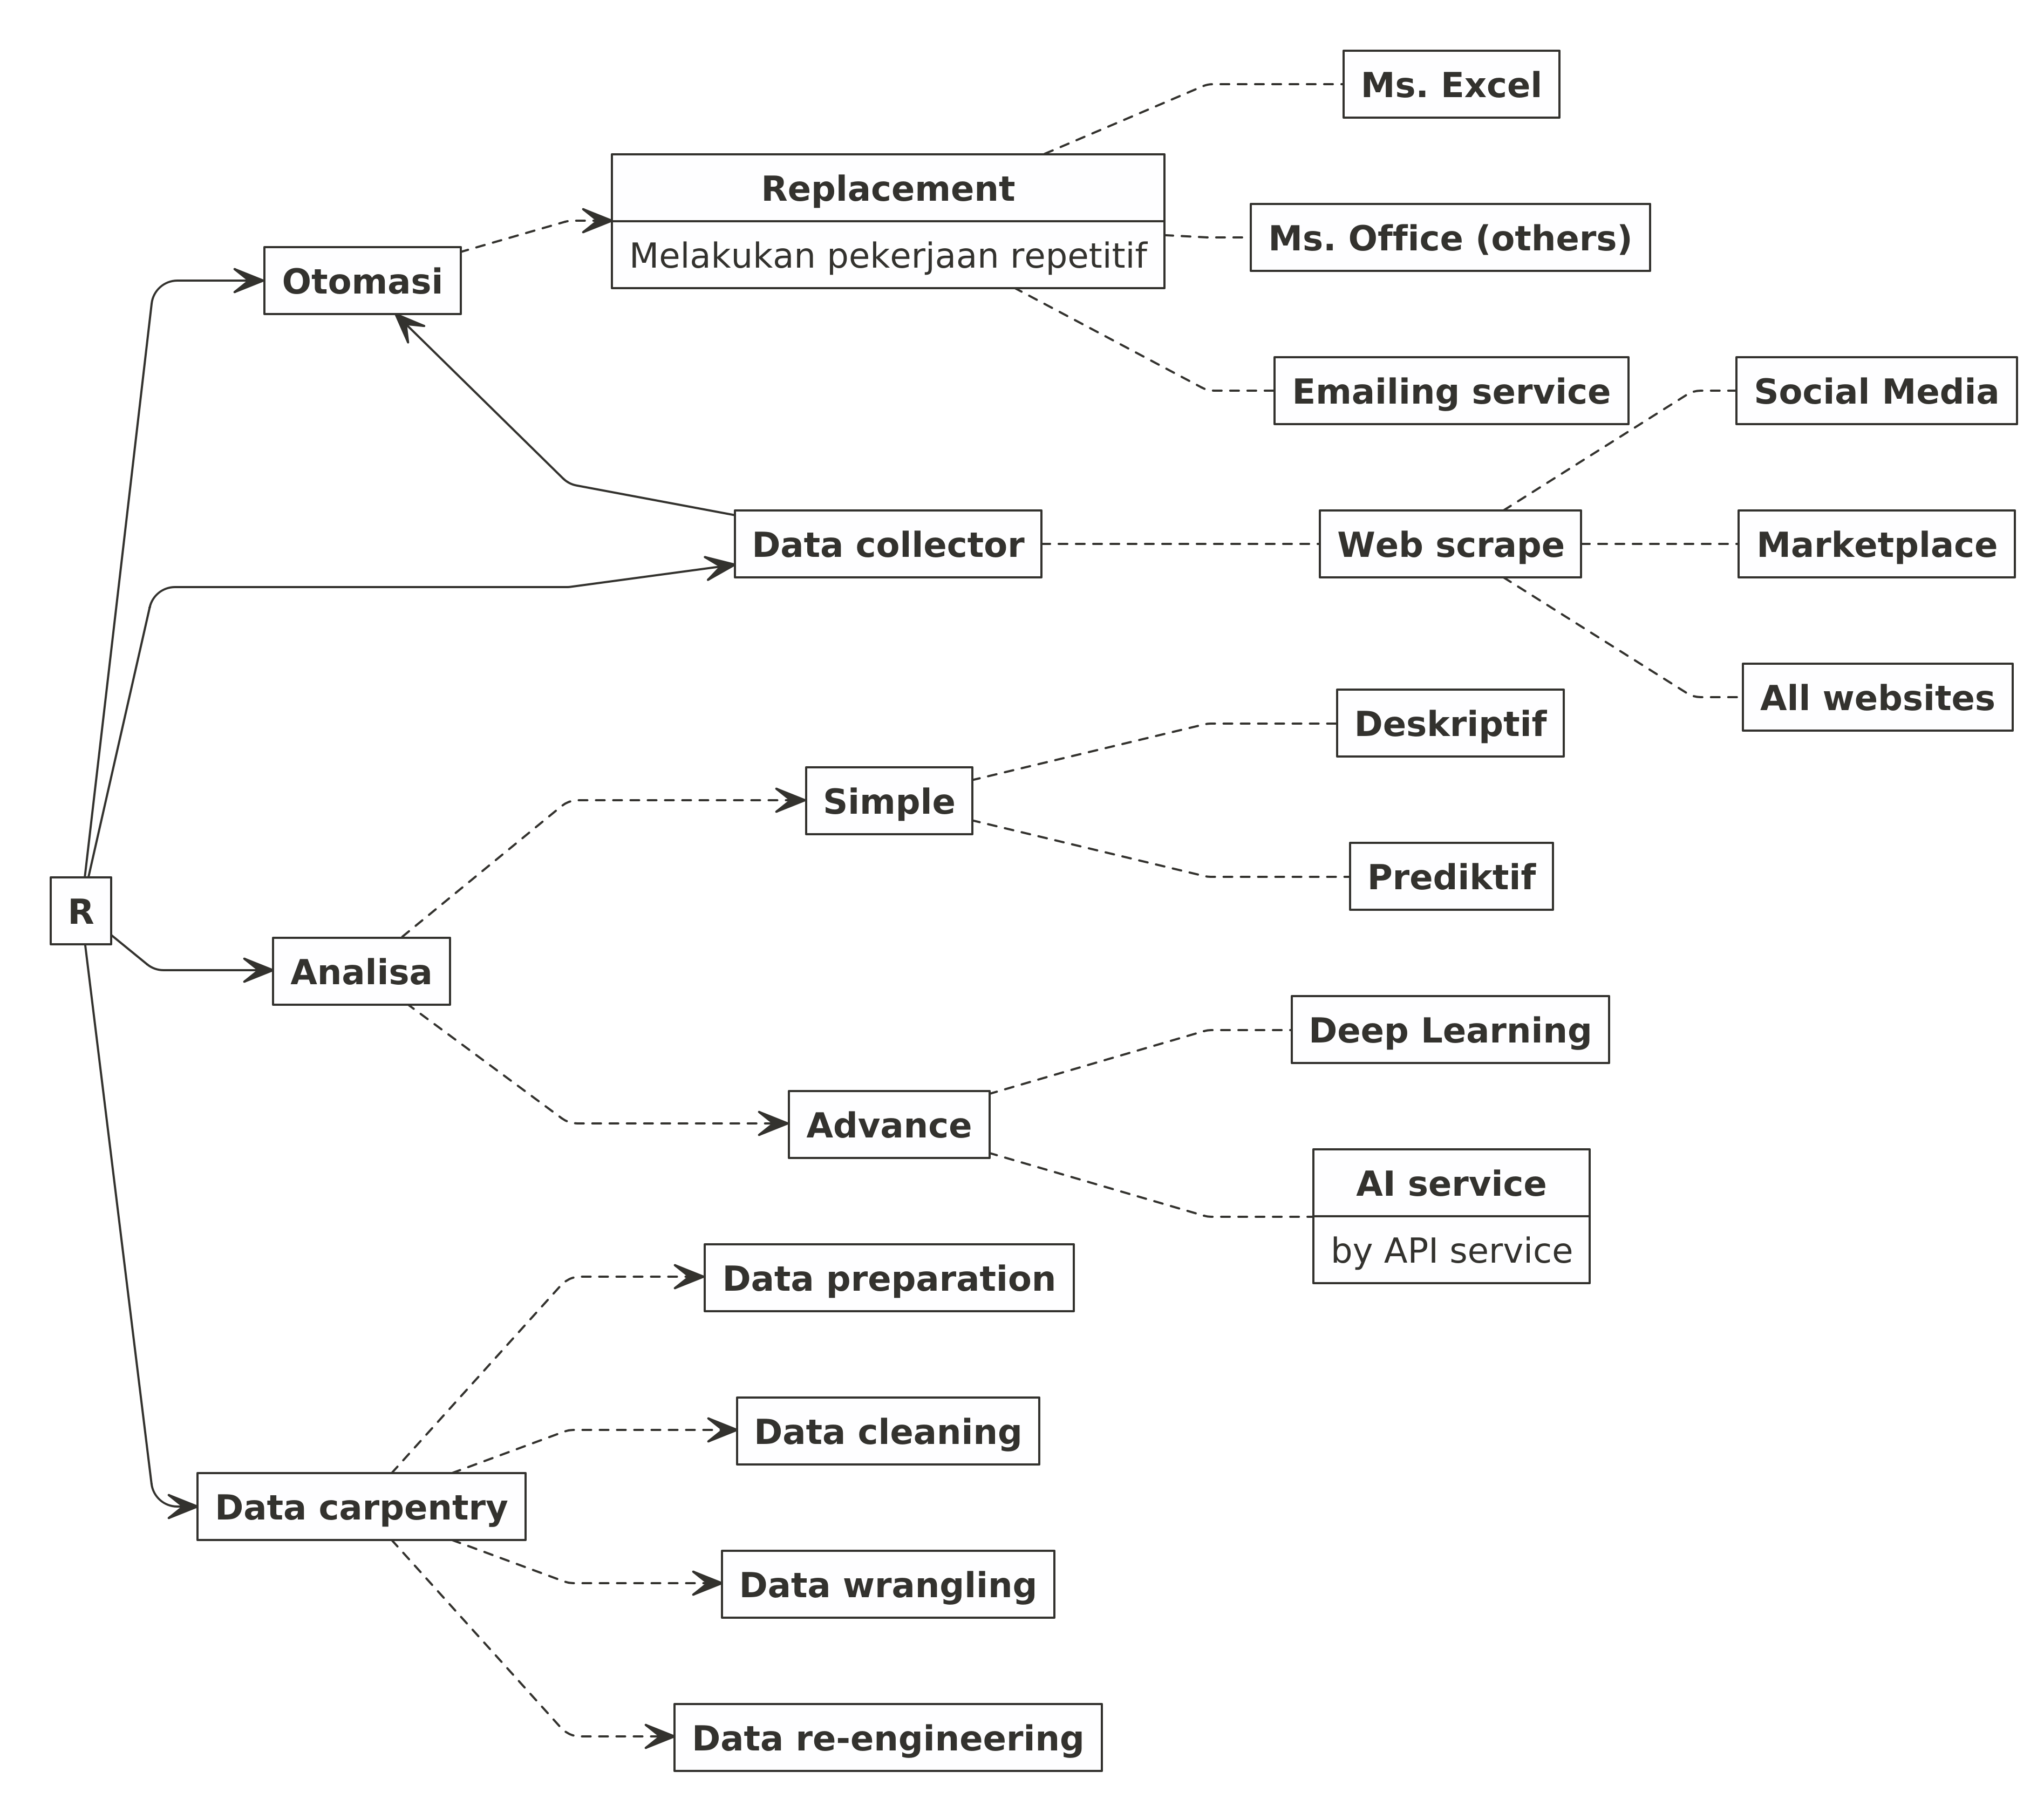 R
Otomasi
Replacement
Melakukan pekerjaan repetitif
Ms. Excel
Ms. Office (others)
Emailing service
Data collector
Web scrape
Social Media
Marketplace
All websites
Analisa
Simple
Deskriptif
Prediktif
Advance
Deep Learning
AI service
by API service
Data carpentry
Data preparation
Data cleaning
Data wrangling
Data re-engineering